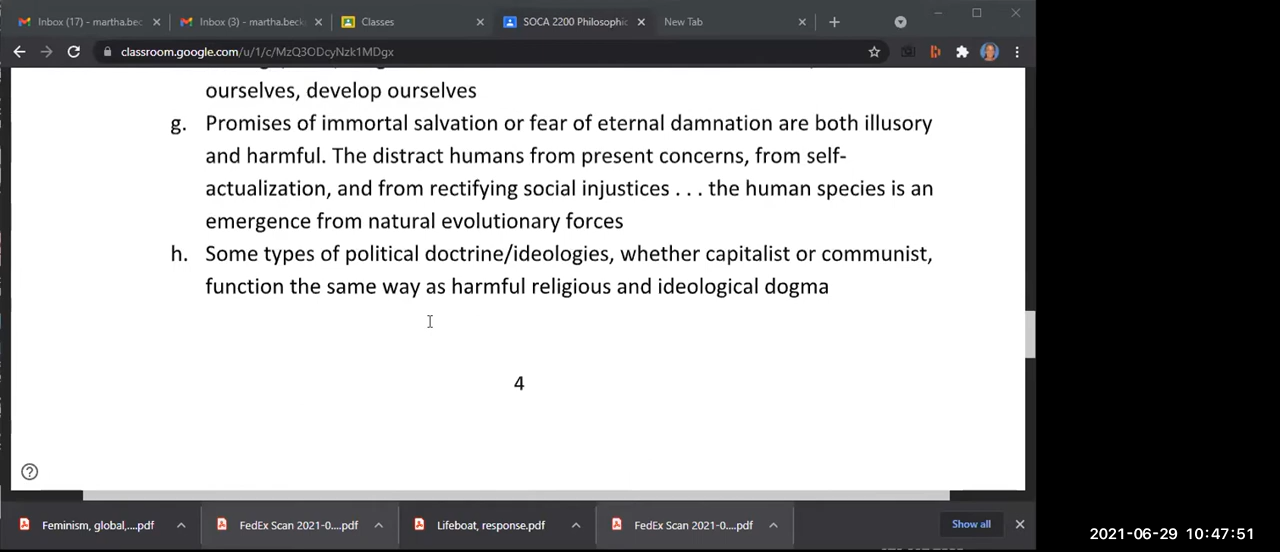 Inbox (17) - martha.bec
Inbox (3) - martha.beck
Classes
SOCA 2200 Philosophic
New Tab
classroom.google.com/u/1/c/MzQ3ODcyNzk1MDgx
ourselves, develop ourselves
g. Promises of immortal salvation or fear of eternal damnation are both illusory
and harmful. The distract humans from present concerns, from self-
actualization, and from rectifying social injustices . . . the human species is an
emergence from natural evolutionary forces
h. Some types of political doctrine/ideologies, whether capitalist or communist,
function the same way as harmful religious and ideological dogma
4
Feminism, global,....pdf
FedEx Scan 2021-0....pdf
Lifeboat, response.pdf
FedEx Scan 2021-0....pdf
Show all
2021-06-29 10:47:51